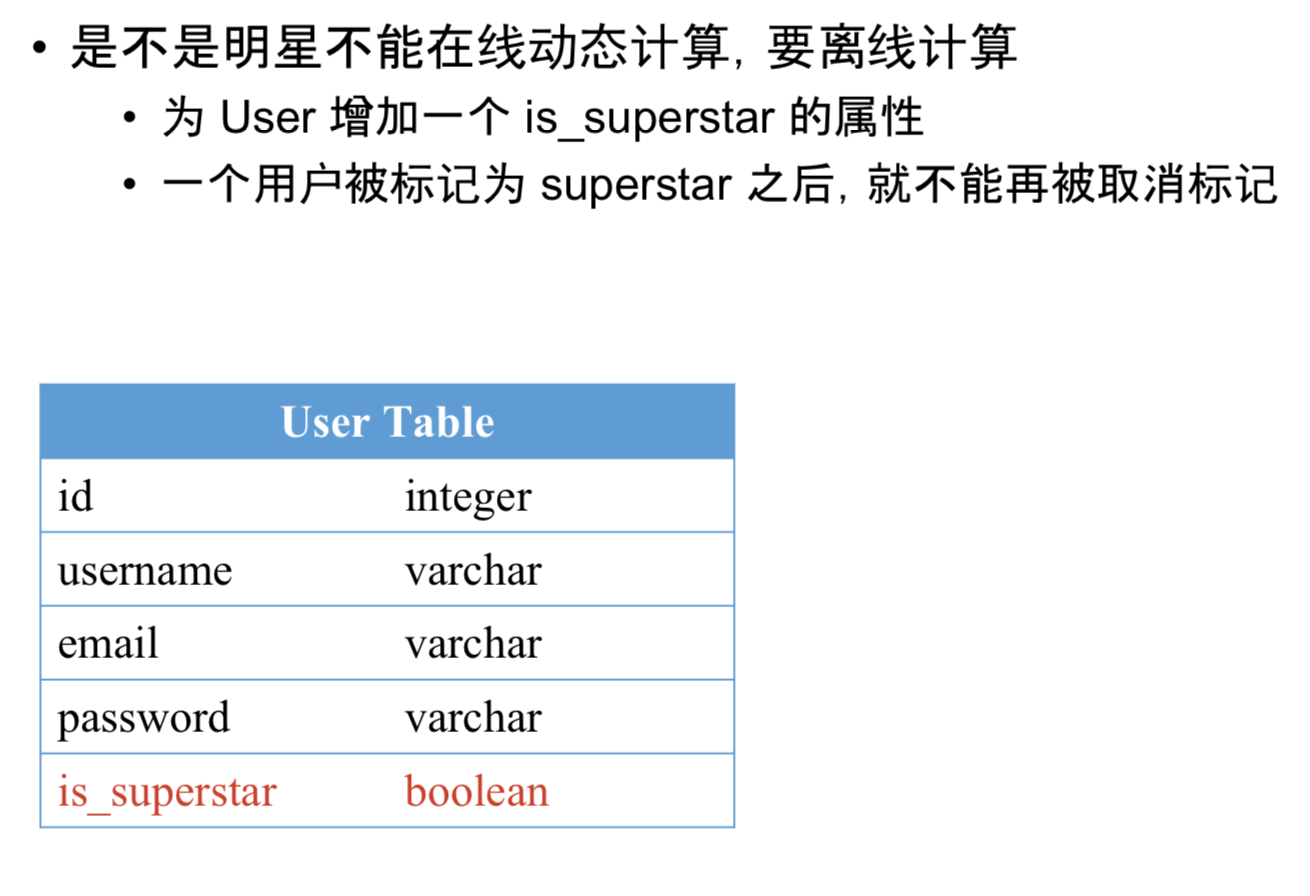 • 是不是明星不能在线动态计算，要离线计算
• 为 User 增加一个 is_superstar 的属性
• 一个用户被标记为 superstar 之后，就不能再被取消标记
User Table
id integer
username varchar
email varchar
password varchar
is_superstar boolean